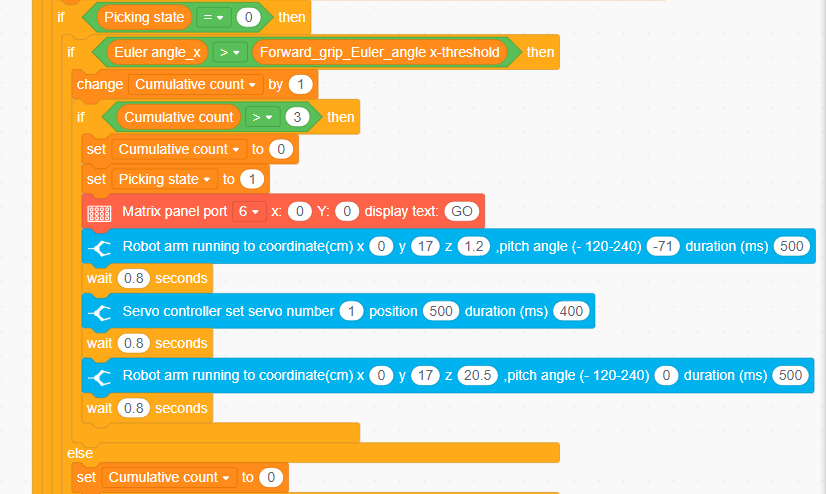 if Picking state = 0 then
if Euler angle_x > Forward_grip_Euler_angle x-threshold then
change Cumulative count by 1
if Cumulative count > 3 then
set Cumulative count to 0
set Picking state to 1
Matrix panel port 6 x: 0 Y: 0 display text: GO
Robot arm running to coordinate(cm) x 0 y 17 z 1.2 ,pitch angle (- 120-240) -71 duration (ms) 500
wait 0.8 seconds
Servo controller set servo number 1 position 500 duration (ms) 400
wait 0.8 seconds
Robot arm running to coordinate(cm) x 0 y 17 z 20.5 ,pitch angle (- 120-240) 0 duration (ms) 500
wait 0.8 seconds
else
set Cumulative count to 0